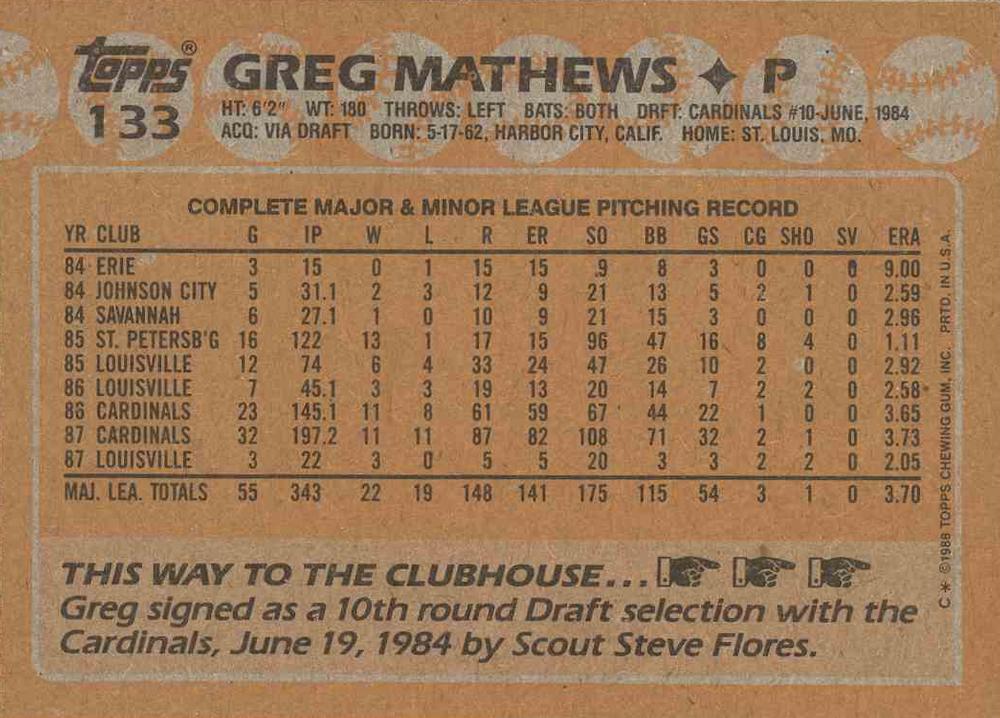 Topps® GREG MATHEWS ✦ P
133
HT: 6'2" WT: 180 THROWS: LEFT BATS: BOTH DRFT: CARDINALS #10-JUNE, 1984
ACQ: VIA DRAFT BORN: 5-17-62, HARBOR CITY, CALIF. HOME: ST. LOUIS, MO.
COMPLETE MAJOR & MINOR LEAGUE PITCHING RECORD
YR CLUB G IP W L R ER SO BB GS CG SHO SV ERA
84 ERIE 3 15 0 1 15 15 9 8 3 0 0 0 9.00
84 JOHNSON CITY 5 31.1 2 3 12 9 21 13 5 2 1 0 2.59
84 SAVANNAH 6 27.1 1 0 10 9 21 15 3 0 0 0 2.96
85 ST. PETERSB'G 16 122 13 1 17 15 96 47 16 8 4 0 1.11
85 LOUISVILLE 12 74 6 4 33 24 47 26 10 2 0 0 2.92
86 LOUISVILLE 7 45.1 3 3 19 13 20 14 7 2 2 0 2.58
86 CARDINALS 23 145.1 11 8 61 59 67 44 22 1 0 0 3.65
87 CARDINALS 32 197.2 11 11 87 82 108 71 32 2 1 0 3.73
87 LOUISVILLE 3 22 3 0 5 5 20 3 3 2 2 0 2.05
MAJ. LEA. TOTALS 55 343 22 19 148 141 175 115 54 3 1 0 3.70
THIS WAY TO THE CLUBHOUSE...
Greg signed as a 10th round Draft selection with the
Cardinals, June 19, 1984 by Scout Steve Flores.
C * ©1988 TOPPS CHEWING GUM, INC. PRTD. IN U.S.A.